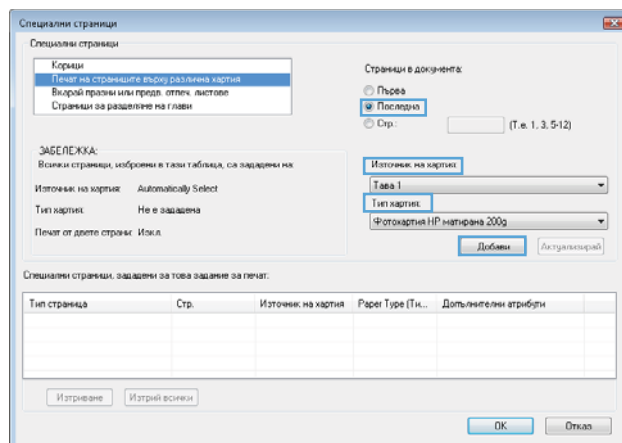 Специални страници
Специални страници
Корици
Печат на страниците върху различна хартия
Вкарай празни или предв. отпеч. листове
Страници за разделяне на глави
Страници в документа:
Първа
Последна
Стр.:
(Т.е. 1, 3, 5-12)
ЗАБЕЛЕЖКА:
Всички страници, изброени в тази таблица, са зададени на:
Източник на хартия: Automatically Select
Тип хартия: Не е зададена
Печат от двете страни: Изкл.
Източник на хартия:
Тава 1
Тип хартия:
Фотохартия HP матирана 200g
Добави
Актуализирай
Специални страници, зададени за това задание за печат:
Тип страница Стр. Източник на хартия Paper Type (Ти... Допълнителни атрибути
Изтриване Изтрий всички
OK Отказ